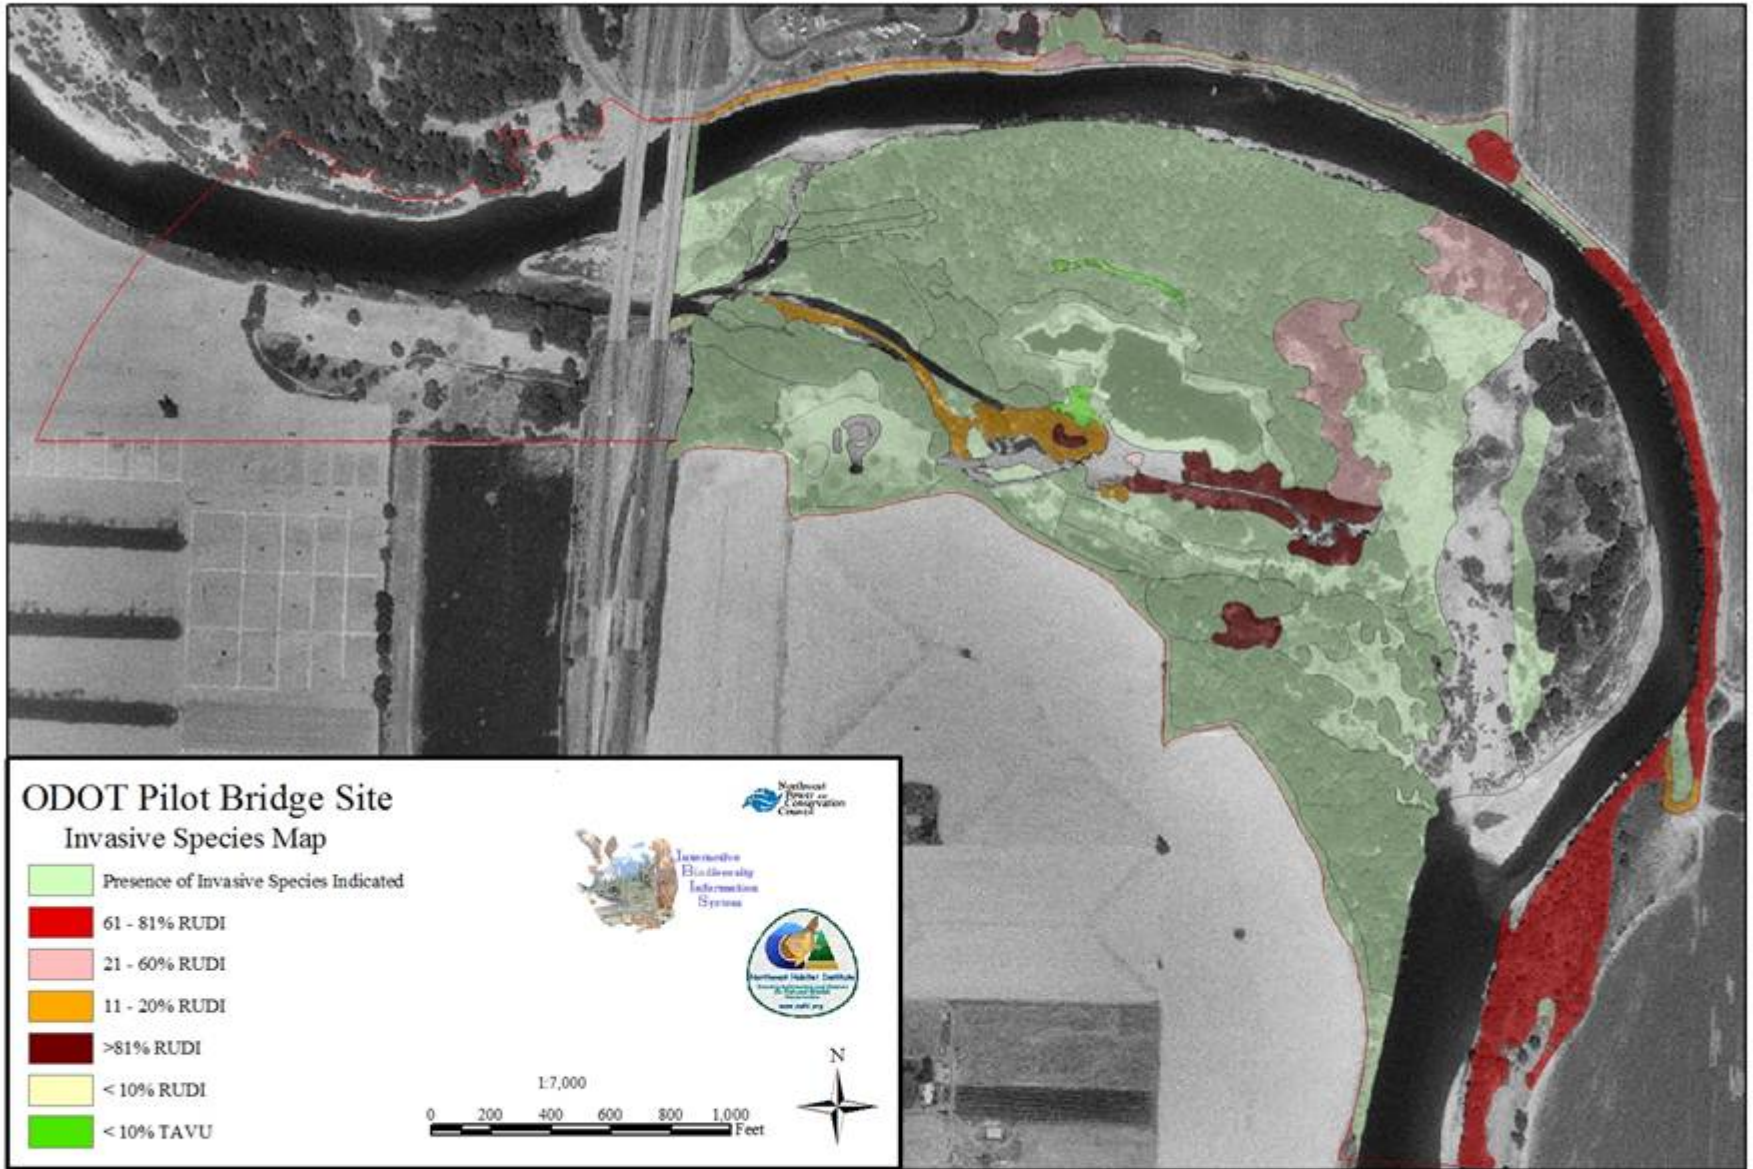 ODOT Pilot Bridge Site
Invasive Species Map
Presence of Invasive Species Indicated
61 - 81% RUDI
21 - 60% RUDI
11 - 20% RUDI
>81% RUDI
< 10% RUDI
< 10% TAVU
Northwest
Power and
Conservation
Council
Interactive
Biodiversity
Information
System
Northwest Habitat Institute
N
1:7,000
0 200 400 600 800 1,000
Feet